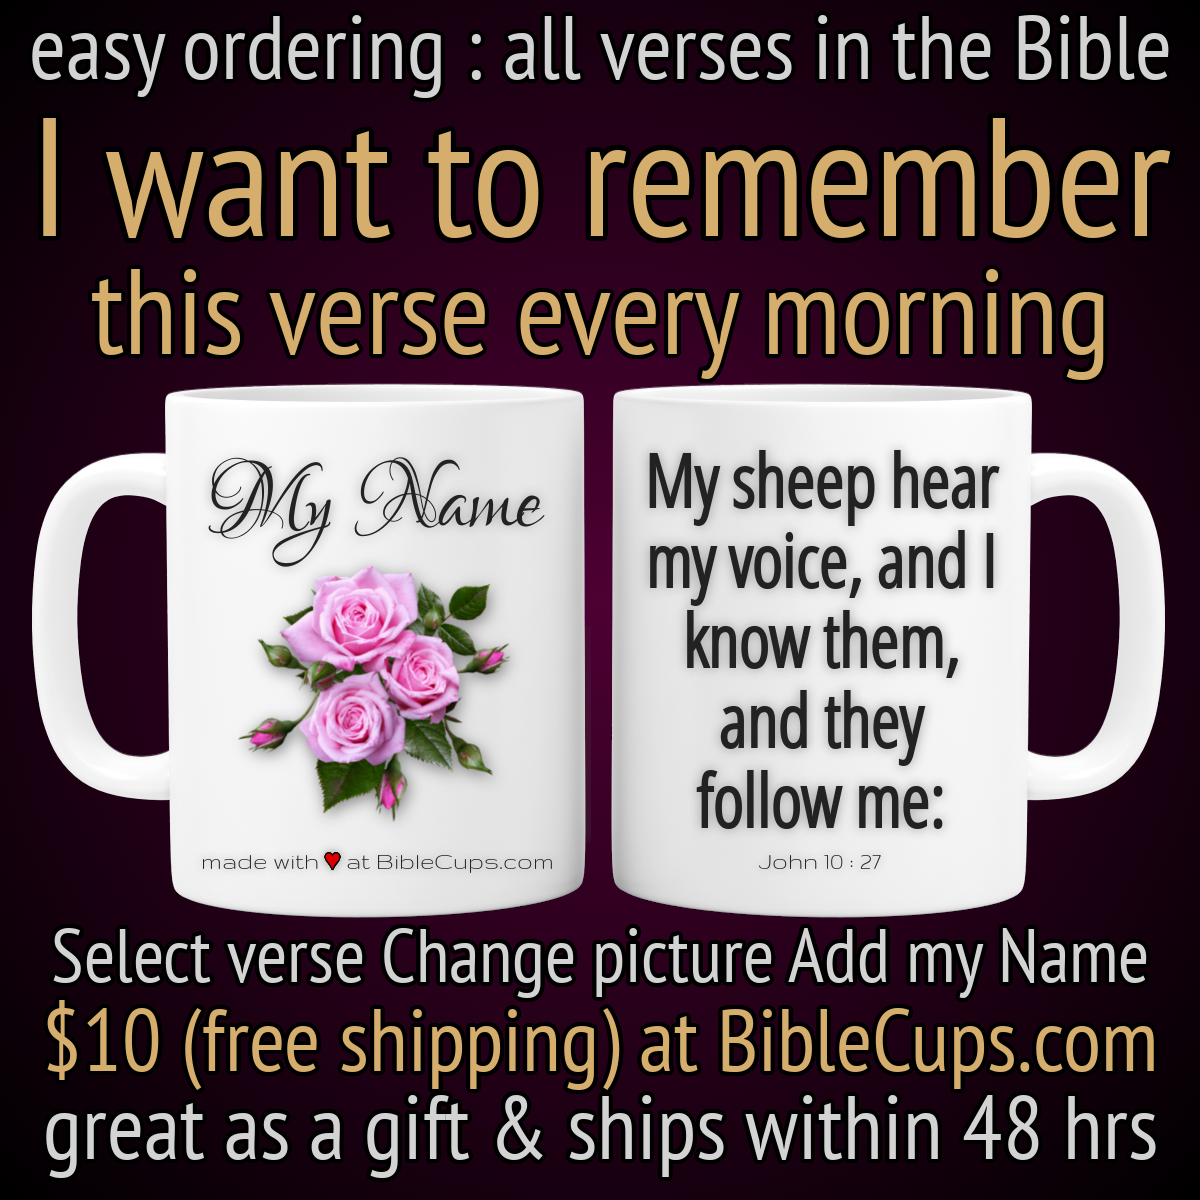 easy ordering : all verses in the Bible
I want to remember
this verse every morning
My Name
made with ♥ at BibleCups.com
My sheep hear
my voice, and I
know them,
and they
follow me:
John 10 : 27
Select verse Change picture Add my Name
$10 (free shipping) at BibleCups.com
great as a gift & ships within 48 hrs